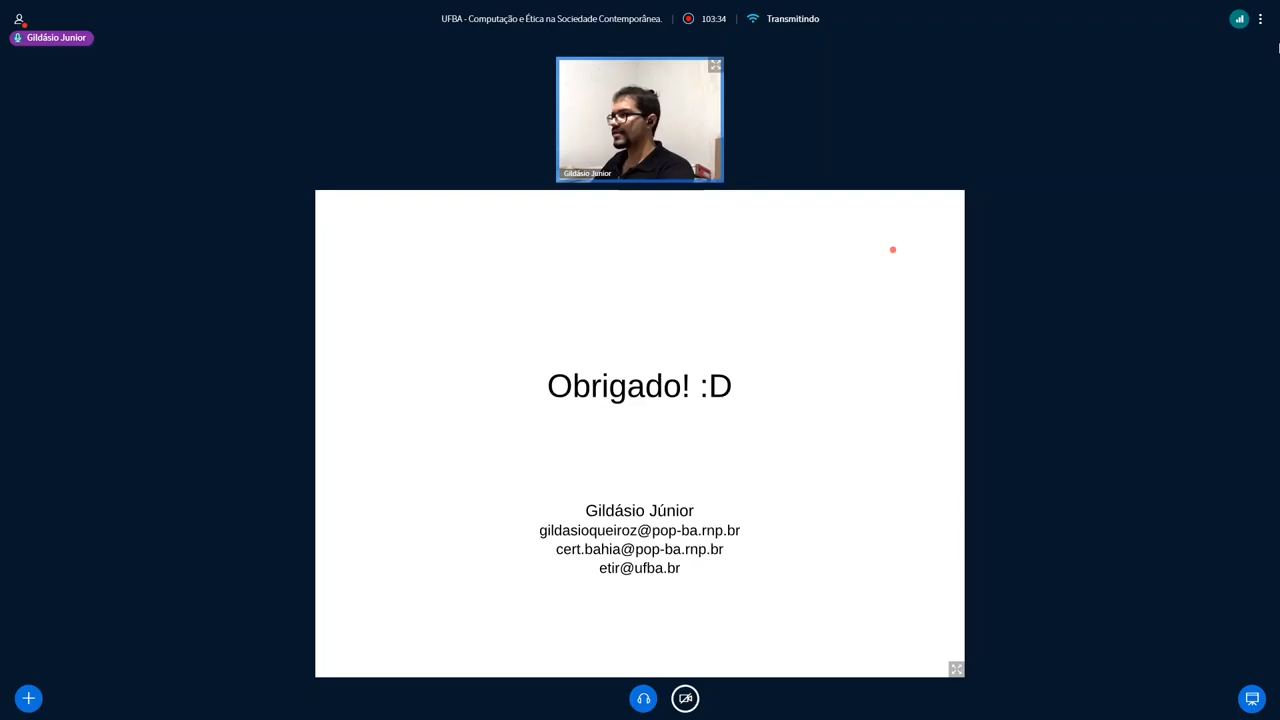 UFBA - Computação e Ética na Sociedade Contemporânea.
103:34
Transmitindo
Gildásio Junior
Gildásio Junior
Obrigado! :D
Gildásio Júnior
gildasioqueiroz@pop-ba.rnp.br
cert.bahia@pop-ba.rnp.br
etir@ufba.br